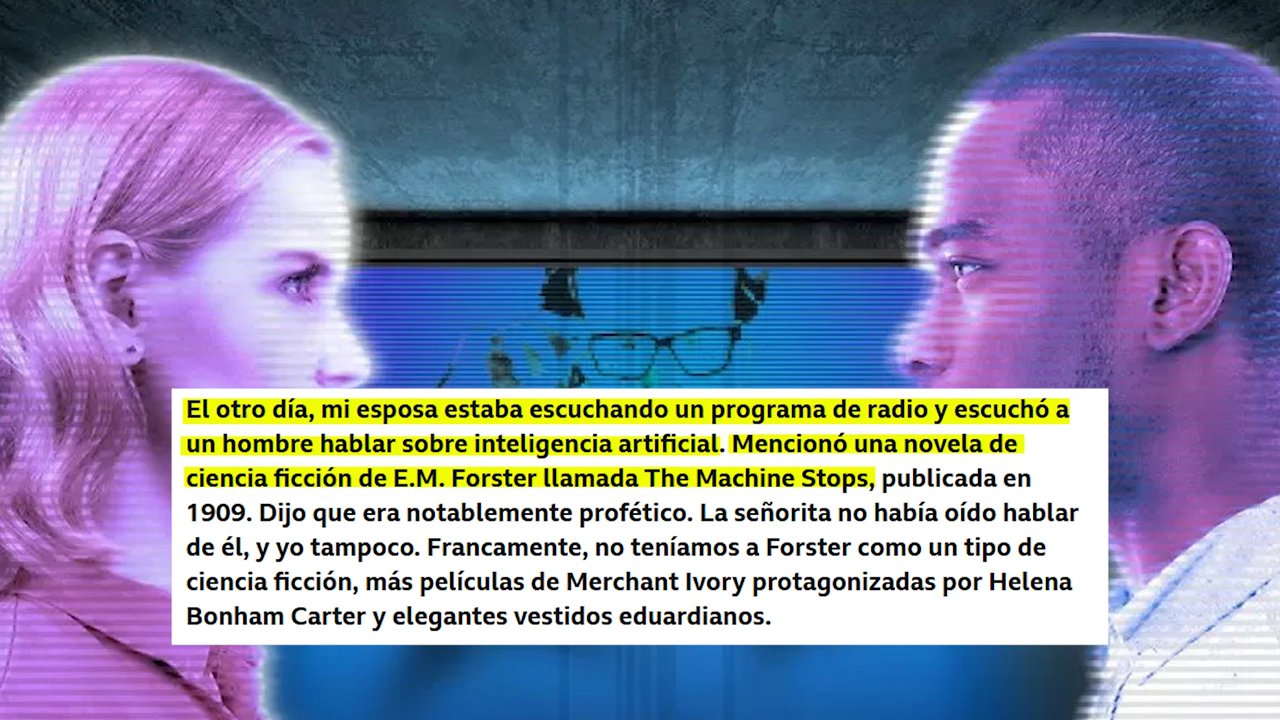 El otro día, mi esposa estaba escuchando un programa de radio y escuchó a
un hombre hablar sobre inteligencia artificial. Mencionó una novela de
ciencia ficción de E.M. Forster llamada The Machine Stops, publicada en
1909. Dijo que era notablemente profético. La señorita no había oído hablar
de él, y yo tampoco. Francamente, no teníamos a Forster como un tipo de
ciencia ficción, más películas de Merchant Ivory protagonizadas por Helena
Bonham Carter y elegantes vestidos eduardianos.